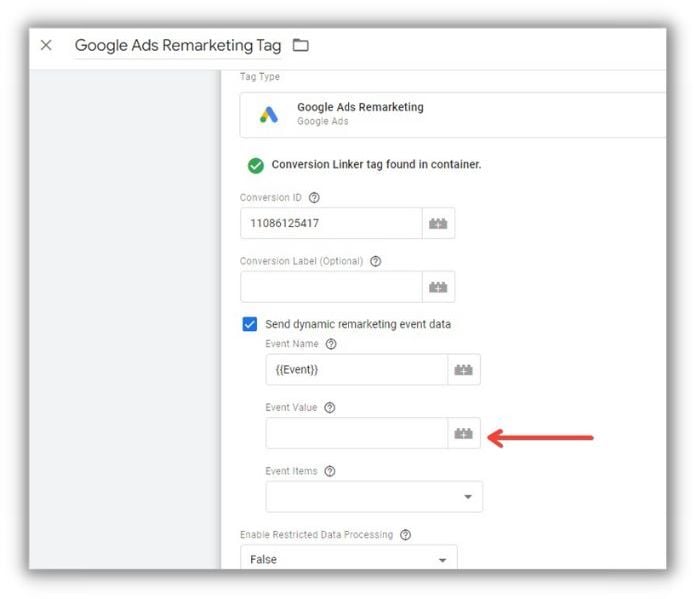 Google Ads Remarketing Tag
Tag Type
Google Ads Remarketing
Google Ads
Conversion Linker tag found in container.
Conversion ID
11086125417
Conversion Label (Optional)
Send dynamic remarketing event data
Event Name
{{Event}}
Event Value
Event Items
Enable Restricted Data Processing
False